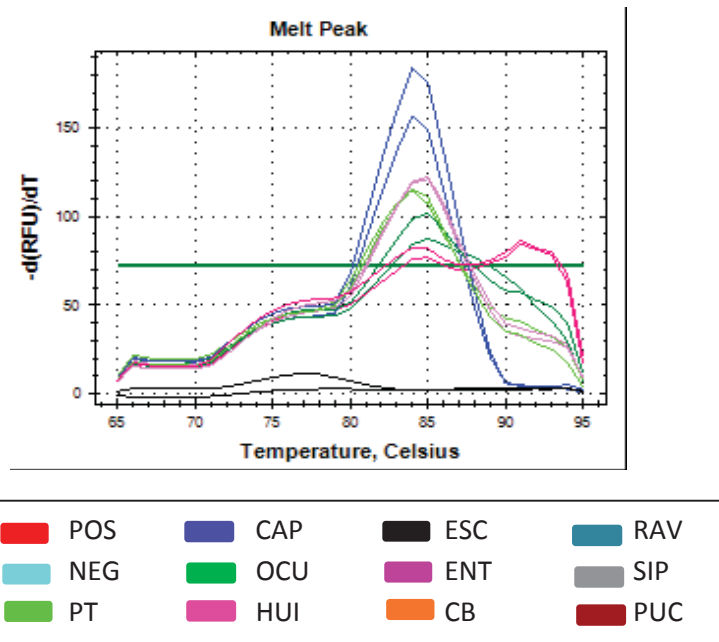 Melt Peak
-d(RFU)/dT
150
100
50
0
65 70 75 80 85 90 95
Temperature, Celsius
POS CAP ESC RAV
NEG OCU ENT SIP
PT HUI CB PUC